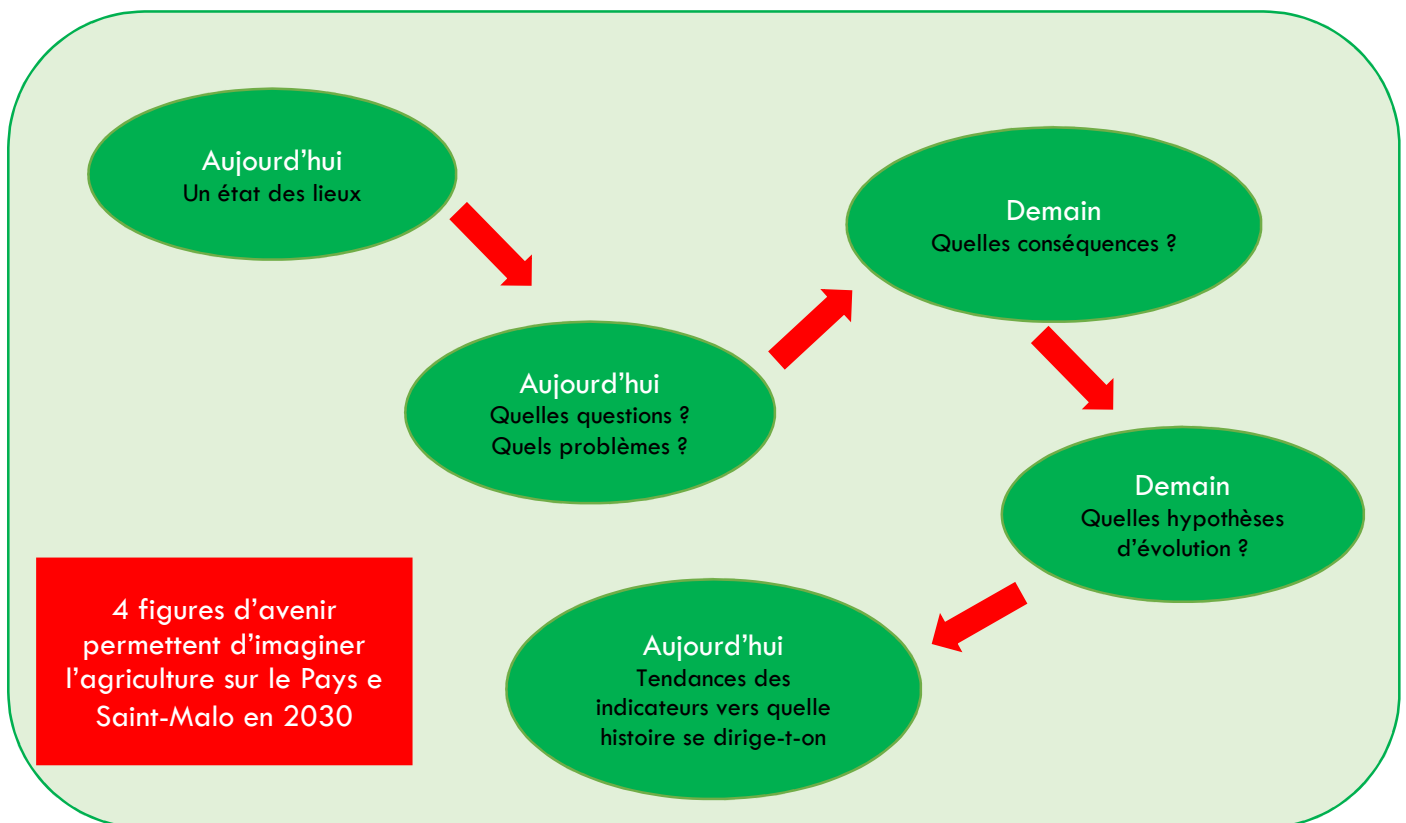 Aujourd'hui
Un état des lieux
Aujourd'hui
Quelles questions ?
Quels problèmes ?
Demain
Quelles conséquences ?
Demain
Quelles hypothèses
d'évolution ?
Aujourd'hui
Tendances des
indicateurs vers quelle
histoire se dirige-t-on
4 figures d'avenir
permettent d'imaginer
l'agriculture sur le Pays e
Saint-Malo en 2030